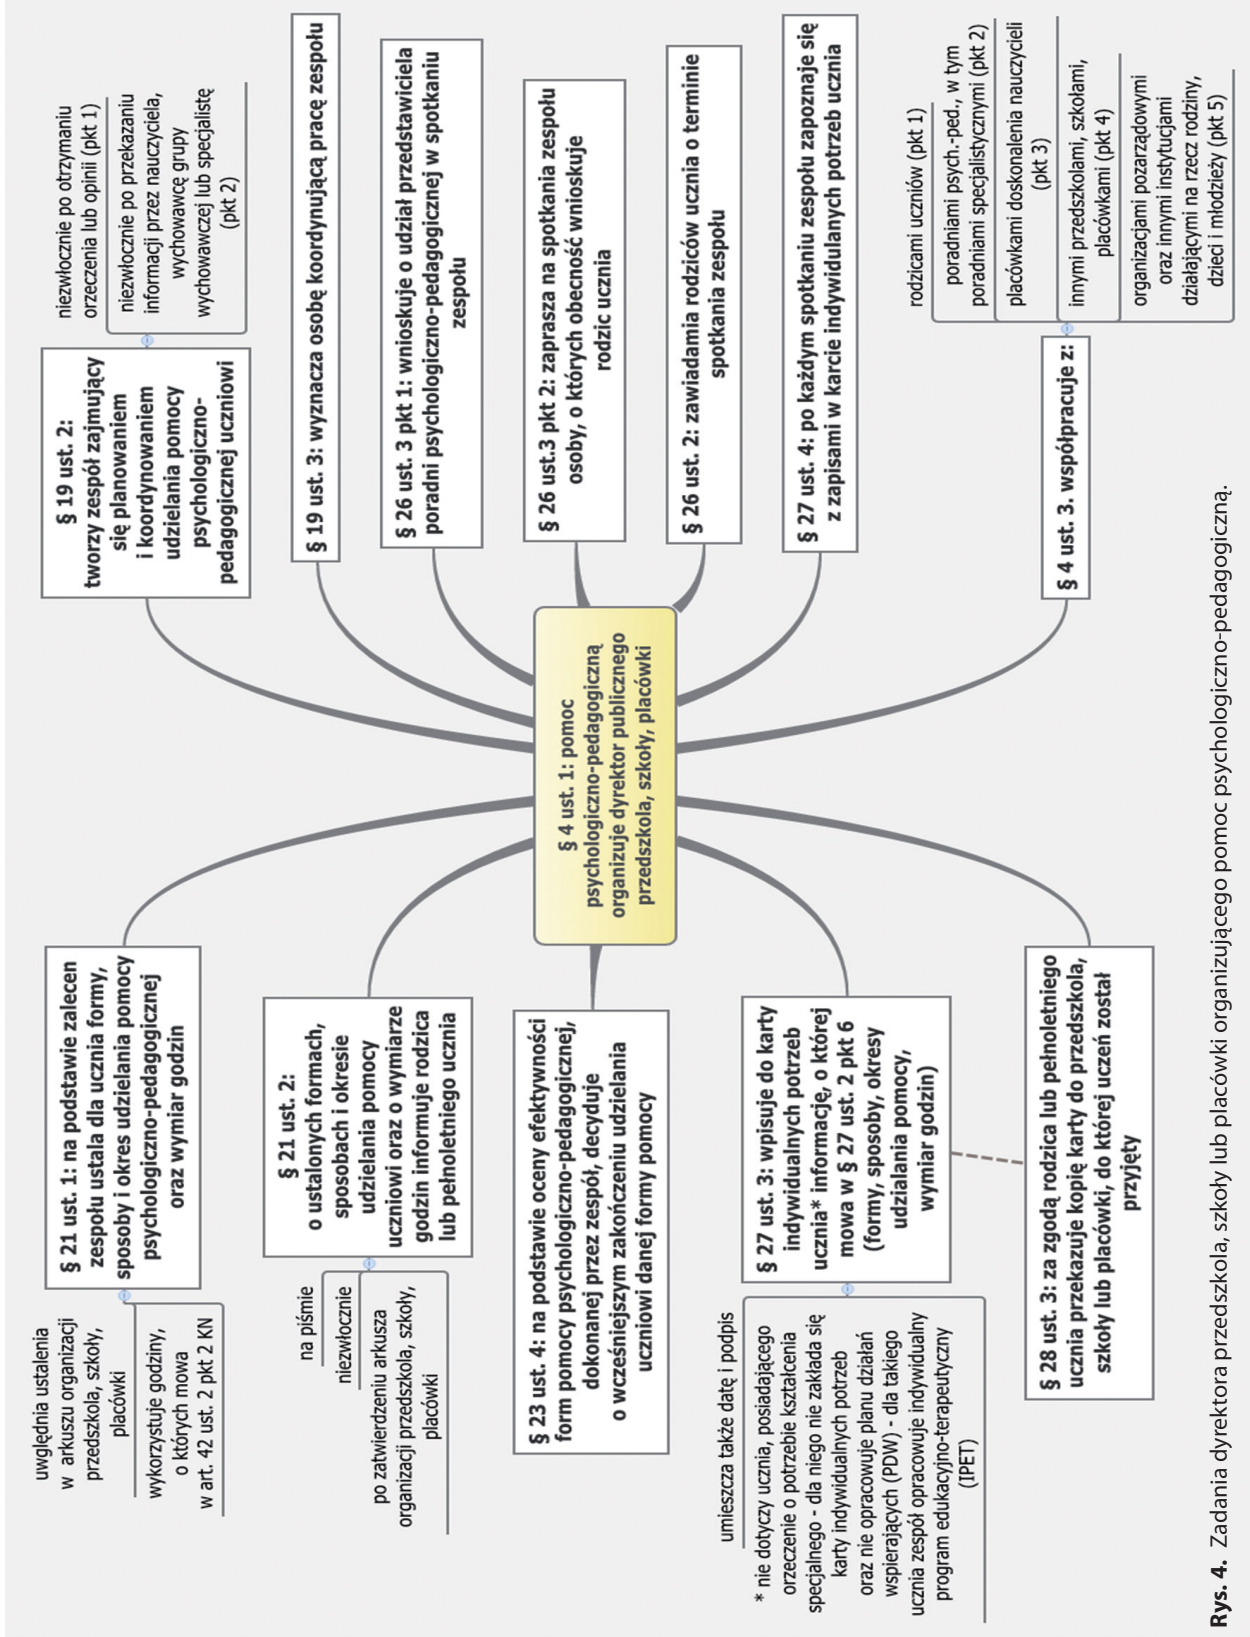 uwględnia ustalenia
w arkuszu organizacji
przedszkola, szkoły,
placówki
wykorzystuje godziny,
o których mowa
w art. 42 ust. 2 pkt 2 KN
§ 21 ust. 1: na podstawie zalecen
zespołu ustala dla ucznia formy,
sposoby i okres udzielania pomocy
psychologiczno-pedagogicznej
oraz wymiar godzin
na piśmie
niezwłocznie
po zatwierdzeniu arkusza
organizacji przedszkola, szkoły,
placówki
§ 21 ust. 2:
o ustalonych formach,
sposobach i okresie
udzielania pomocy
uczniowi oraz o wymiarze
godzin informuje rodzica
lub pełnoletniego ucznia
§ 23 ust. 4: na podstawie oceny efektywności
form pomocy psychologiczno-pedagogicznej,
dokonanej przez zespół, decyduje
o wcześniejszym zakończeniu udzielania
uczniowi danej formy pomocy
umieszcza także datę i podpis
* nie dotyczy ucznia, posiadającego
orzeczenie o potrzebie kształcenia
specjalnego - dla niego nie zakłada się
karty indywidualnych potrzeb
oraz nie opracowuje planu działań
wspierających (PDW) - dla takiego
ucznia zespół opracowuje indywidualny
program edukacyjno-terapeutyczny
(IPET)
§ 27 ust. 3: wpisuje do karty
indywidualnych potrzeb
ucznia* informację, o której
mowa w § 27 ust. 2 pkt 6
(formy, sposoby, okresy
udzialania pomocy,
wymiar godzin)
§ 28 ust. 3: za zgodą rodzica lub pełnoletniego
ucznia przekazuje kopię karty do przedszkola,
szkoły lub placówki, do której uczeń został
przyjęty
§ 4 ust. 1: pomoc
psychologiczno-pedagogiczną
organizuje dyrektor publicznego
przedszkola, szkoły, placówki
§ 19 ust. 2:
tworzy zespół zajmujący
się planowaniem
i koordynowaniem
udzielania pomocy
psychologiczno-
pedagogicznej uczniowi
niezwłocznie po otrzymaniu
orzeczenia lub opinii (pkt 1)
niezwłocznie po przekazaniu
informacji przez nauczyciela,
wychowawcę grupy
wychowawczej lub specjalistę
(pkt 2)
§ 19 ust. 3: wyznacza osobę koordynującą pracę zespołu
§ 26 ust. 3 pkt 1: wnioskuje o udział przedstawiciela
poradni psychologiczno-pedagogicznej w spotkaniu
zespołu
§ 26 ust.3 pkt 2: zaprasza na spotkania zespołu
osoby, o których obecność wnioskuje
rodzic ucznia
§ 26 ust. 2: zawiadamia rodziców ucznia o terminie
spotkania zespołu
§ 27 ust. 4: po każdym spotkaniu zespołu zapoznaje się
z zapisami w karcie indywidulanych potrzeb ucznia
§ 4 ust. 3. współpracuje z:
rodzicami uczniów (pkt 1)
poradniami psych.-ped., w tym
poradniami specjalistycznymi (pkt 2)
placówkami doskonalenia nauczycieli
(pkt 3)
innymi przedszkolami, szkołami,
placówkami (pkt 4)
organizacjami pozarządowymi
oraz innymi instytucjami
działającymi na rzecz rodziny,
dzieci i młodzieży (pkt 5)
Rys. 4. Zadania dyrektora przedszkola, szkoły lub placówki organizującego pomoc psychologiczno-pedagogiczną.